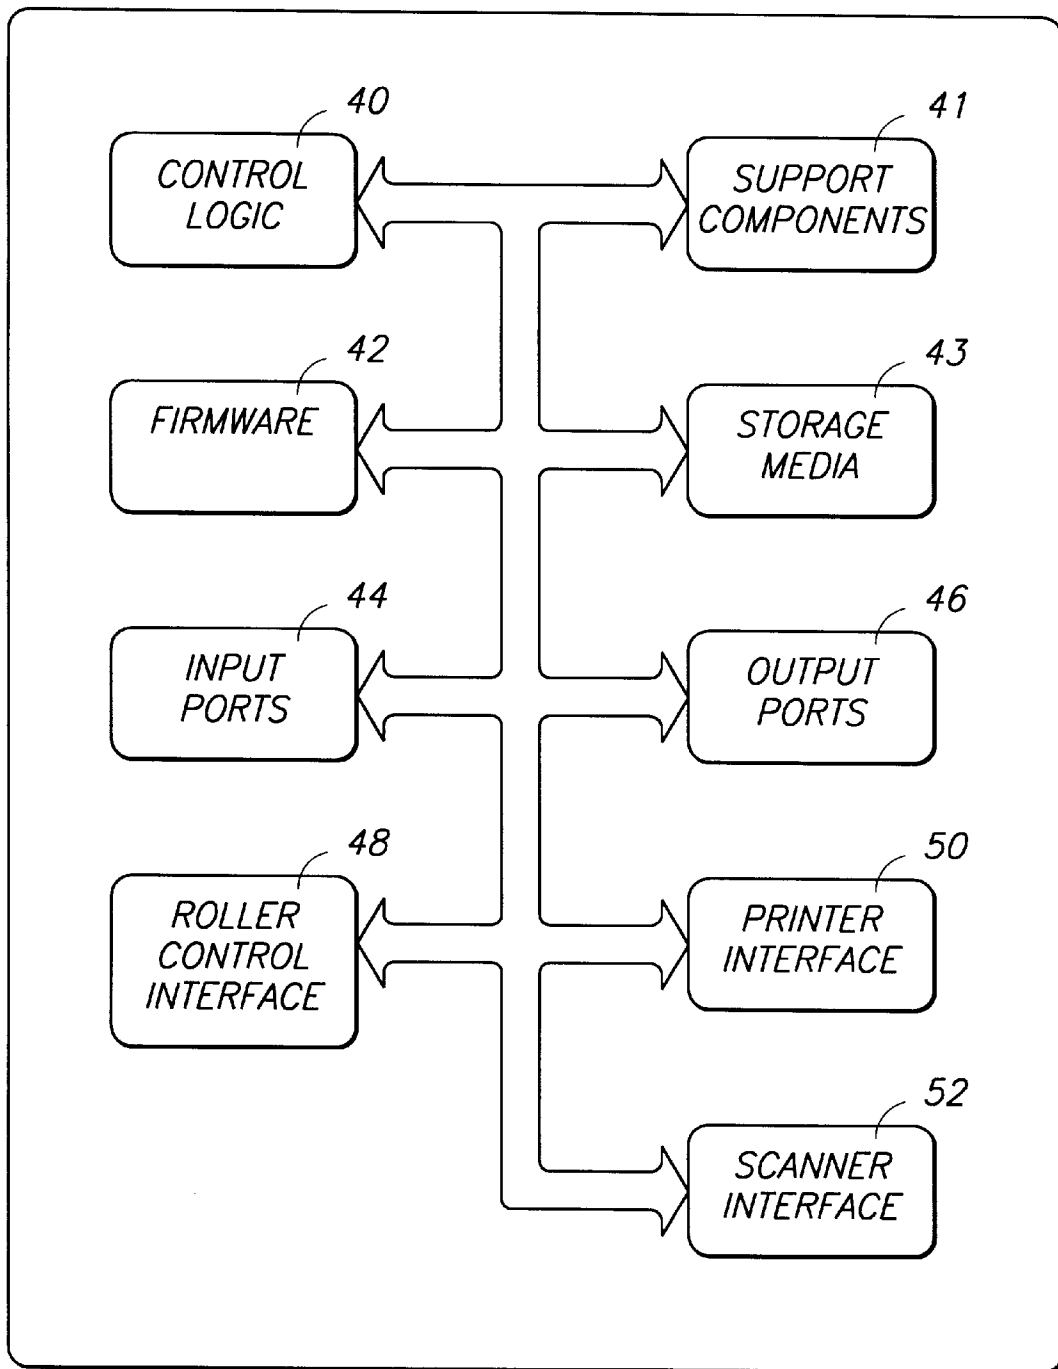 40
CONTROL
LOGIC
41
SUPPORT
COMPONENTS
42
FIRMWARE
43
STORAGE
MEDIA
44
INPUT
PORTS
46
OUTPUT
PORTS
48
ROLLER
CONTROL
INTERFACE
50
PRINTER
INTERFACE
52
SCANNER
INTERFACE